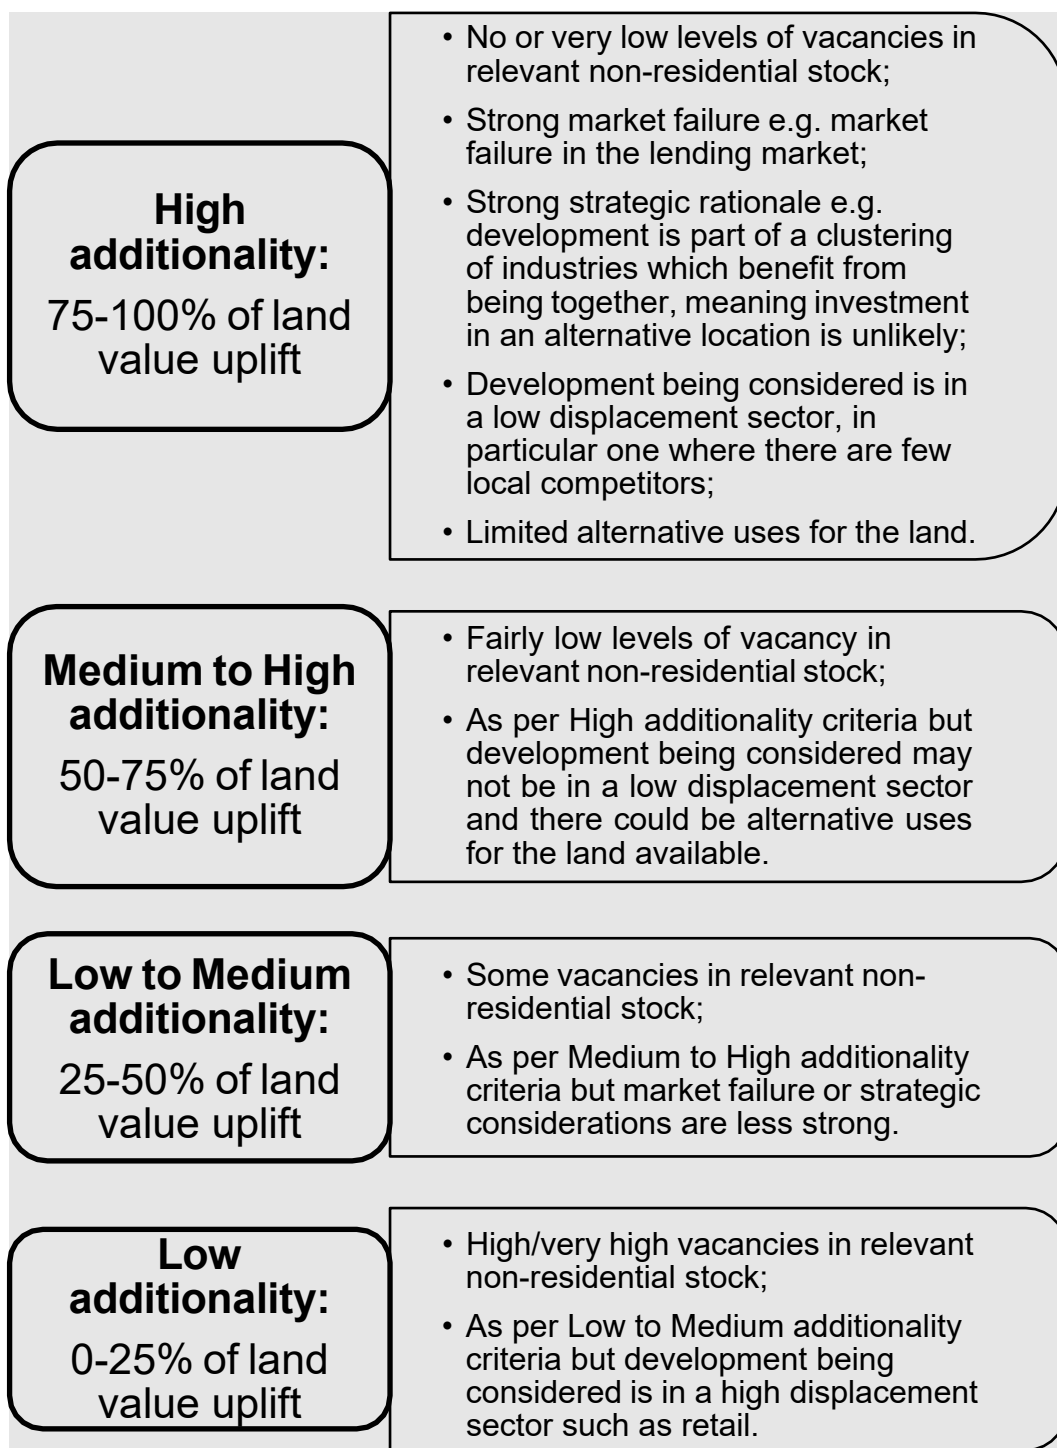 High
additionality:
75-100% of land
value uplift
• No or very low levels of vacancies in
relevant non-residential stock;
• Strong market failure e.g. market
failure in the lending market;
• Strong strategic rationale e.g.
development is part of a clustering
of industries which benefit from
being together, meaning investment
in an alternative location is unlikely;
• Development being considered is in
a low displacement sector, in
particular one where there are few
local competitors;
• Limited alternative uses for the land.
Medium to High
additionality:
50-75% of land
value uplift
• Fairly low levels of vacancy in
relevant non-residential stock;
• As per High additionality criteria but
development being considered may
not be in a low displacement sector
and there could be alternative uses
for the land available.
Low to Medium
additionality:
25-50% of land
value uplift
• Some vacancies in relevant non-
residential stock;
• As per Medium to High additionality
criteria but market failure or strategic
considerations are less strong.
Low
additionality:
0-25% of land
value uplift
• High/very high vacancies in relevant
non-residential stock;
• As per Low to Medium additionality
criteria but development being
considered is in a high displacement
sector such as retail.